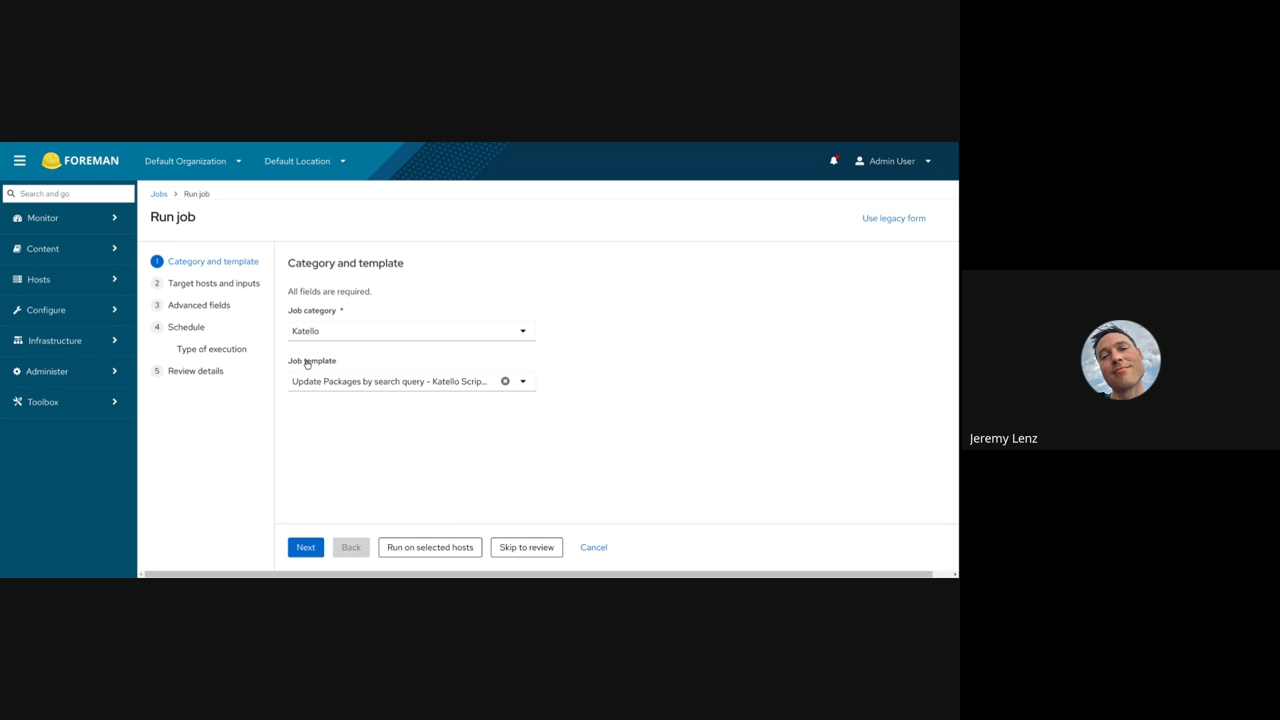 FOREMAN
Default Organization
Default Location
Admin User
Search and go
Monitor
Content
Hosts
Configure
Infrastructure
Administer
Toolbox
Jobs > Run job
Run job
Use legacy form
1 Category and template
2 Target hosts and inputs
3 Advanced fields
4 Schedule
Type of execution
5 Review details
Category and template
All fields are required.
Job category *
Katello
Job template
Update Packages by search query - Katello Scrip...
Next
Back
Run on selected hosts
Skip to review
Cancel
Jeremy Lenz